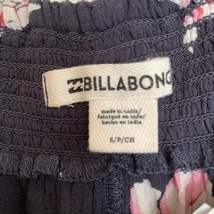 BILLABONG
made in india/
fabriqué en inde/
hecho en india.
S/P/CH